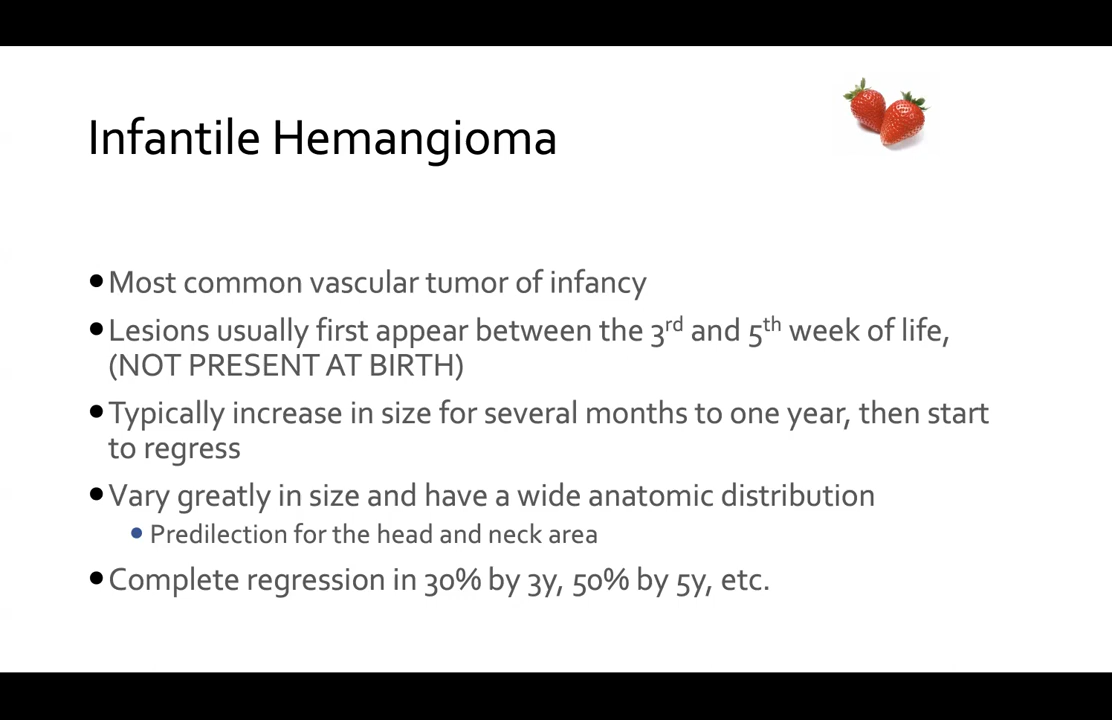 Infantile Hemangioma
•Most common vascular tumor of infancy
•Lesions usually first appear between the 3rd and 5th week of life,
(NOT PRESENT AT BIRTH)
•Typically increase in size for several months to one year, then start
to regress
•Vary greatly in size and have a wide anatomic distribution
•Predilection for the head and neck area
•Complete regression in 30% by 3y, 50% by 5y, etc.